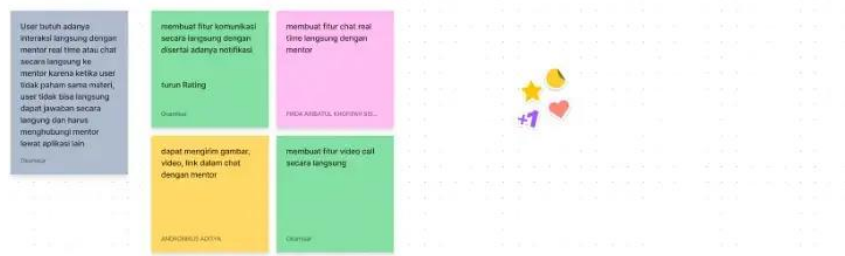 User butuh adanya
interaksi langsung dengan
mentor real time atau chat
secara langsung ke
mentor karena ketika user
tidak paham sama materi,
user tidak bisa langsung
dapat jawaban secara
langung dan harus
menghubungi mentor
lewat aplikasi lain
membuat fitur komunikasi
secara langsung dengan
disertai adanya notifikasi
turun Rating
membuat fitur chat real
time langsung dengan
mentor
dapat mengirim gambar,
video, link dalam chat
dengan mentor
membuat fitur video call
secara langsung
+1